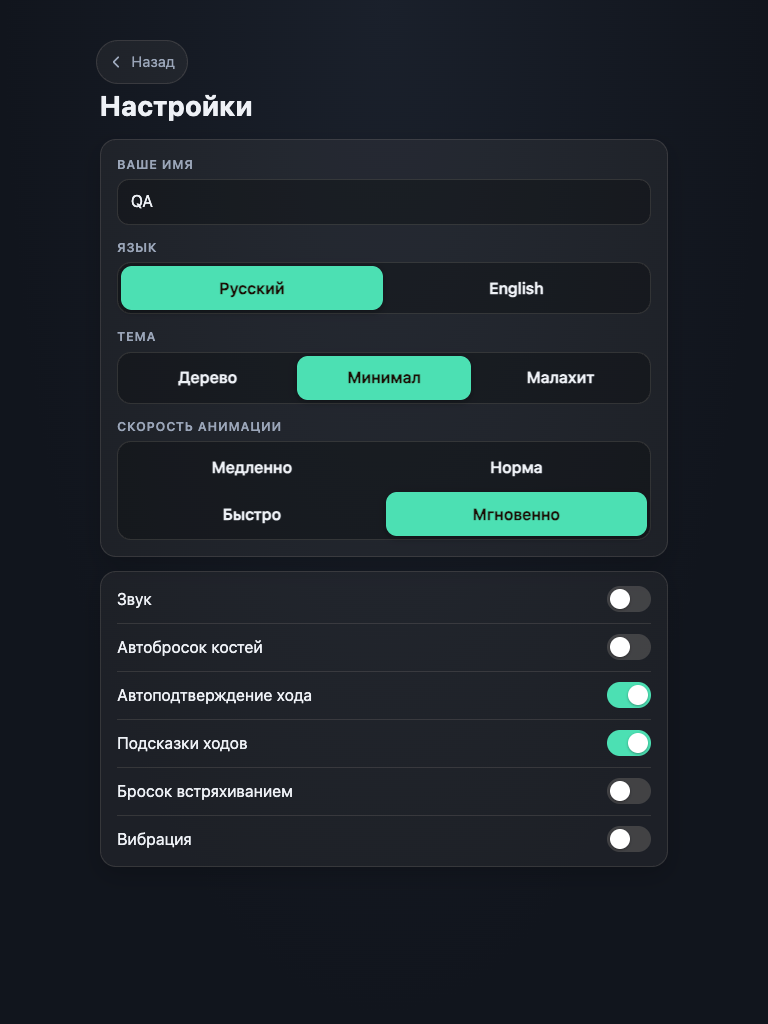 Назад
Настройки
ВАШЕ ИМЯ
QA
ЯЗЫК
Русский English
ТЕМА
Дерево Минимал Малахит
СКОРОСТЬ АНИМАЦИИ
Медленно Норма
Быстро Мгновенно
Звук
Автобросок костей
Автоподтверждение хода
Подсказки ходов
Бросок встряхиванием
Вибрация